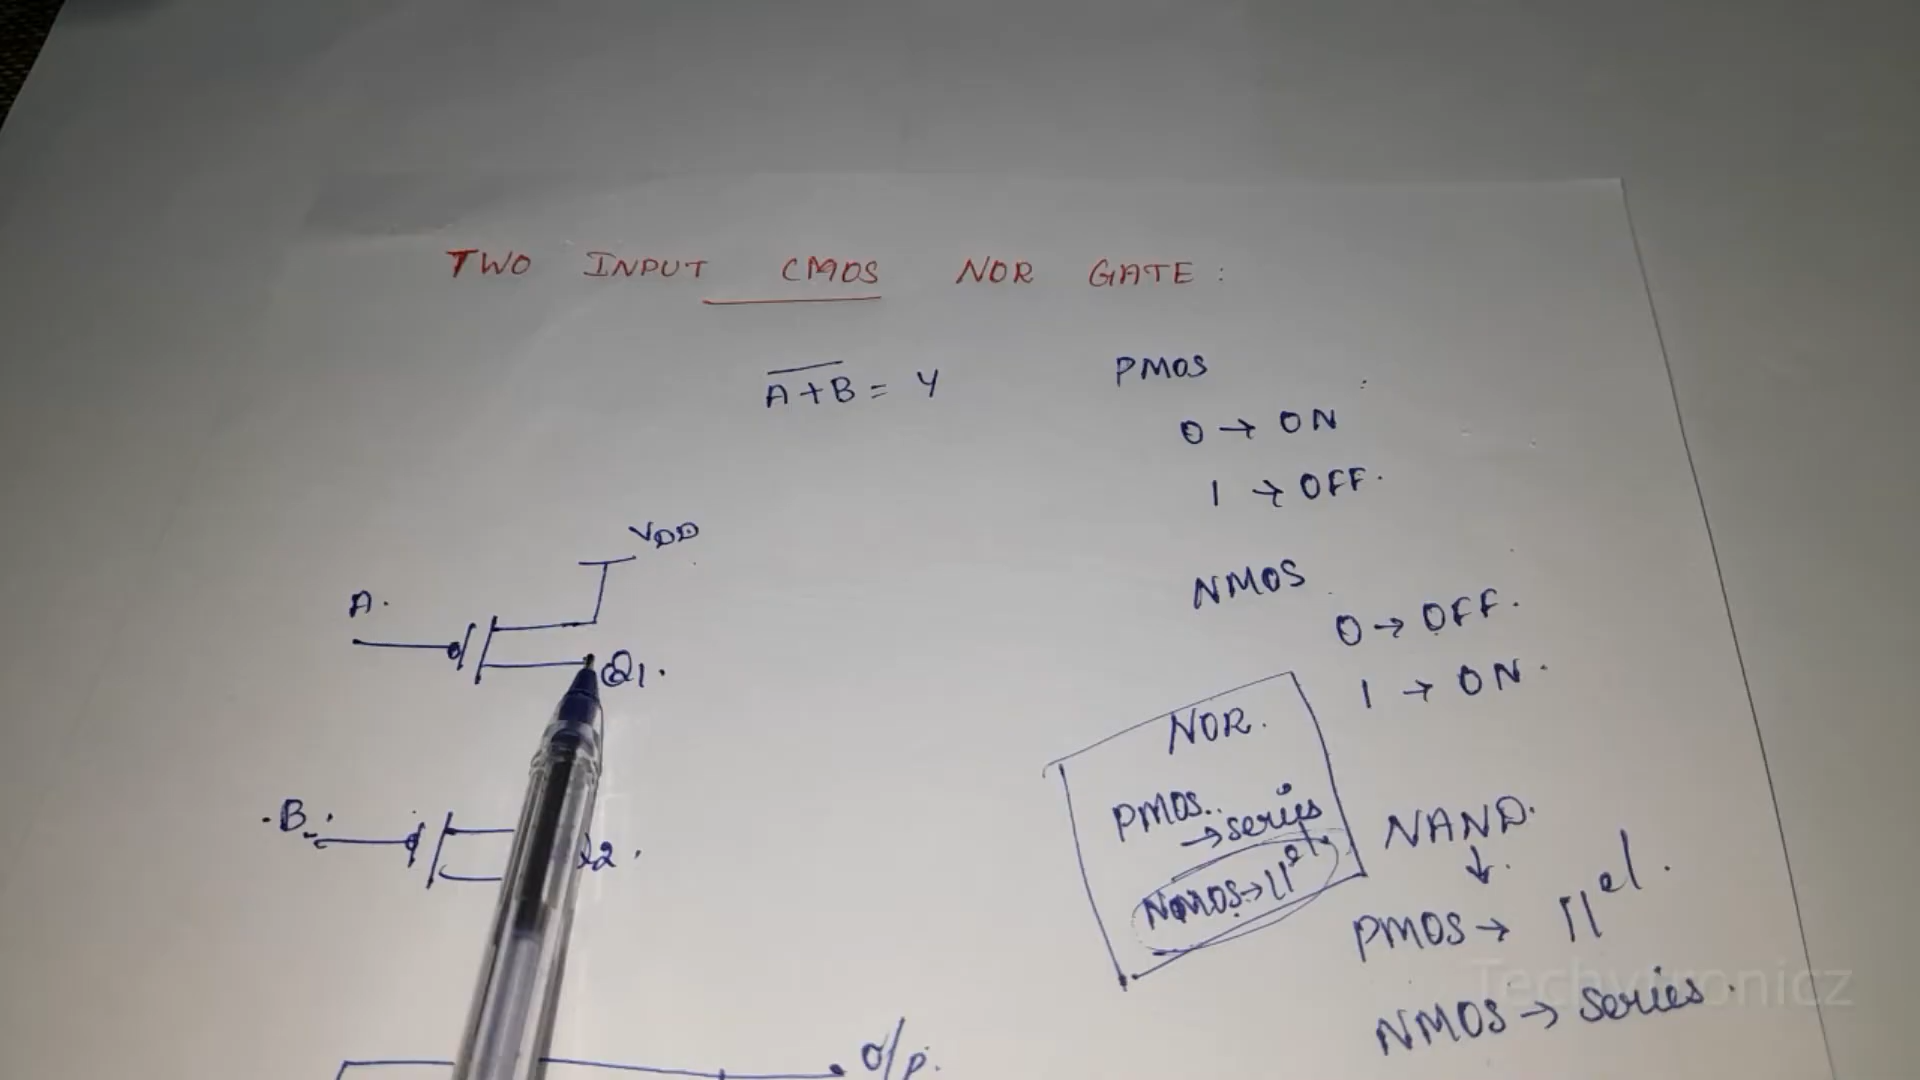 TWO INPUT CMOS NOR GATE:
A+B = Y
PMOS
0 → ON
1 → OFF.
VDD
A.
Q1.
NMOS
0 → OFF.
1 → ON.
NOR.
PMOS..
→ series
NMOS → ||el.
B.
NAND.
↓
PMOS → ||el.
NMOS → series.
O/p.
Techytronicz